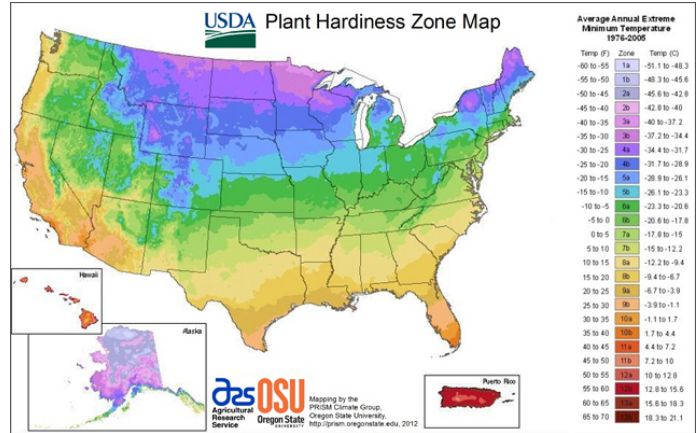 USDA Plant Hardiness Zone Map
Average Annual Extreme
Minimum Temperature
1976-2005
Temp (F) Zone Temp (C)
-60 to -55 1a -51.1 to -48.3
-55 to -50 1b -48.3 to -45.6
-50 to -45 2a -45.6 to -42.8
-45 to -40 2b -42.8 to -40
-40 to -35 3a -40 to -37.2
-35 to -30 3b -37.2 to -34.4
-30 to -25 4a -34.4 to -31.7
-25 to -20 4b -31.7 to -28.9
-20 to -15 5a -28.9 to -26.1
-15 to -10 5b -26.1 to -23.3
-10 to -5 6a -23.3 to -20.6
-5 to 0 6b -20.6 to -17.8
0 to 5 7a -17.8 to -15
5 to 10 7b -15 to -12.2
10 to 15 8a -12.2 to -9.4
15 to 20 8b -9.4 to -6.7
20 to 25 9a -6.7 to -3.9
25 to 30 9b -3.9 to -1.1
30 to 35 10a -1.1 to 1.7
35 to 40 10b 1.7 to 4.4
40 to 45 11a 4.4 to 7.2
45 to 50 11b 7.2 to 10
50 to 55 12a 10 to 12.8
55 to 60 12b 12.8 to 15.6
60 to 65 13a 15.6 to 18.3
65 to 70 13b 18.3 to 21.1
Hawaii
Alaska
Puerto Rico
ars
Agricultural
Research
Service
OSU
Oregon State
UNIVERSITY
Mapping by the
PRISM Climate Group,
Oregon State University,
http://prism.oregonstate.edu, 2012